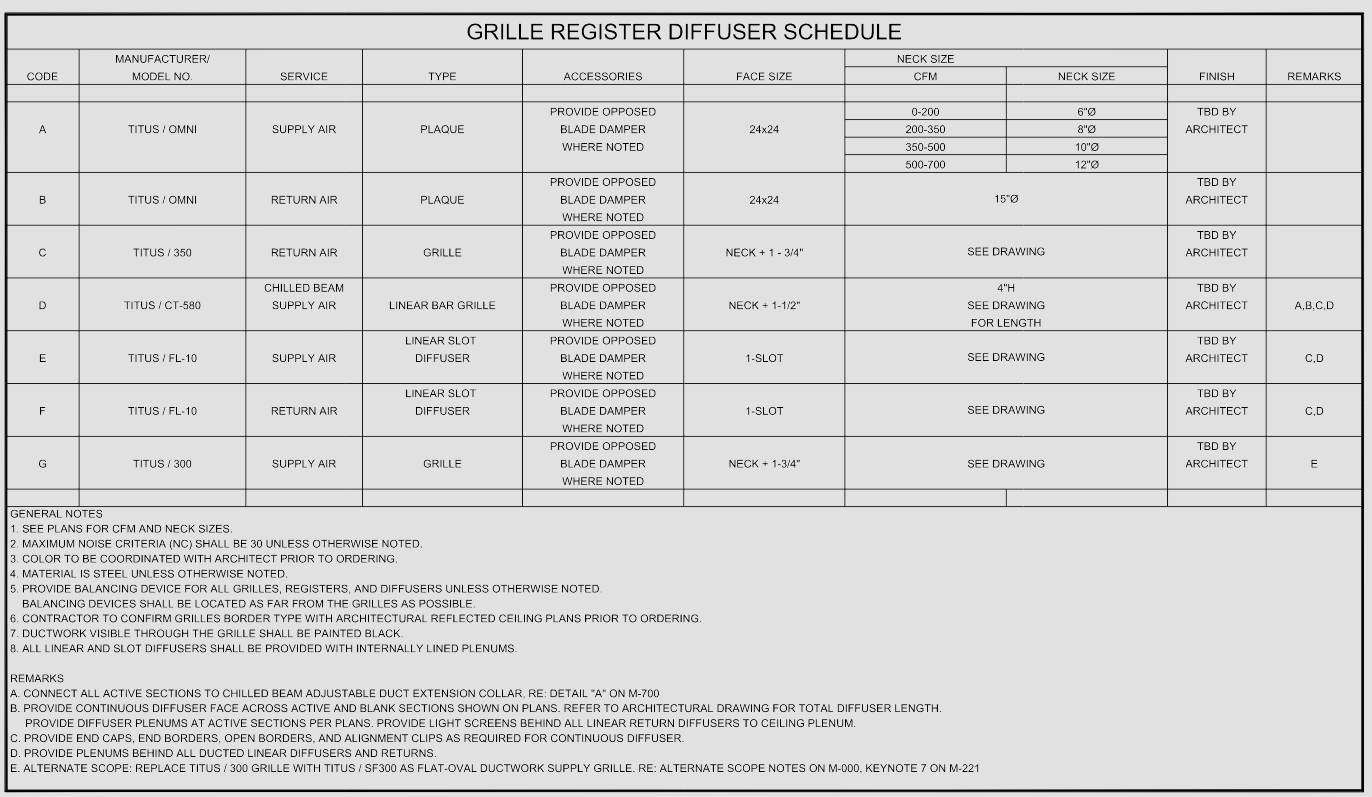 GRILLE REGISTER DIFFUSER SCHEDULE
CODE MANUFACTURER/ MODEL NO. SERVICE TYPE ACCESSORIES FACE SIZE NECK SIZE CFM NECK SIZE FINISH REMARKS
A TITUS / OMNI SUPPLY AIR PLAQUE PROVIDE OPPOSED BLADE DAMPER WHERE NOTED 24x24 0-200 6"Ø TBD BY ARCHITECT
200-350 8"Ø
350-500 10"Ø
500-700 12"Ø
B TITUS / OMNI RETURN AIR PLAQUE PROVIDE OPPOSED BLADE DAMPER WHERE NOTED 24x24 15"Ø TBD BY ARCHITECT
C TITUS / 350 RETURN AIR GRILLE PROVIDE OPPOSED BLADE DAMPER WHERE NOTED NECK + 1 - 3/4" SEE DRAWING TBD BY ARCHITECT
D TITUS / CT-580 CHILLED BEAM SUPPLY AIR LINEAR BAR GRILLE PROVIDE OPPOSED BLADE DAMPER WHERE NOTED NECK + 1-1/2" 4"H SEE DRAWING FOR LENGTH TBD BY ARCHITECT A,B,C,D
E TITUS / FL-10 SUPPLY AIR LINEAR SLOT DIFFUSER PROVIDE OPPOSED BLADE DAMPER WHERE NOTED 1-SLOT SEE DRAWING TBD BY ARCHITECT C,D
F TITUS / FL-10 RETURN AIR LINEAR SLOT DIFFUSER PROVIDE OPPOSED BLADE DAMPER WHERE NOTED 1-SLOT SEE DRAWING TBD BY ARCHITECT C,D
G TITUS / 300 SUPPLY AIR GRILLE PROVIDE OPPOSED BLADE DAMPER WHERE NOTED NECK + 1-3/4" SEE DRAWING TBD BY ARCHITECT E
GENERAL NOTES
1. SEE PLANS FOR CFM AND NECK SIZES.
2. MAXIMUM NOISE CRITERIA (NC) SHALL BE 30 UNLESS OTHERWISE NOTED.
3. COLOR TO BE COORDINATED WITH ARCHITECT PRIOR TO ORDERING.
4. MATERIAL IS STEEL UNLESS OTHERWISE NOTED.
5. PROVIDE BALANCING DEVICE FOR ALL GRILLES, REGISTERS, AND DIFFUSERS UNLESS OTHERWISE NOTED.
BALANCING DEVICES SHALL BE LOCATED AS FAR FROM THE GRILLES AS POSSIBLE.
6. CONTRACTOR TO CONFIRM GRILLES BORDER TYPE WITH ARCHITECTURAL REFLECTED CEILING PLANS PRIOR TO ORDERING.
7. DUCTWORK VISIBLE THROUGH THE GRILLE SHALL BE PAINTED BLACK.
8. ALL LINEAR AND SLOT DIFFUSERS SHALL BE PROVIDED WITH INTERNALLY LINED PLENUMS.
REMARKS
A. CONNECT ALL ACTIVE SECTIONS TO CHILLED BEAM ADJUSTABLE DUCT EXTENSION COLLAR, RE: DETAIL "A" ON M-700
B. PROVIDE CONTINUOUS DIFFUSER FACE ACROSS ACTIVE AND BLANK SECTIONS SHOWN ON PLANS. REFER TO ARCHITECTURAL DRAWING FOR TOTAL DIFFUSER LENGTH.
PROVIDE DIFFUSER PLENUMS AT ACTIVE SECTIONS PER PLANS. PROVIDE LIGHT SCREENS BEHIND ALL LINEAR RETURN DIFFUSERS TO CEILING PLENUM.
C. PROVIDE END CAPS, END BORDERS, OPEN BORDERS, AND ALIGNMENT CLIPS AS REQUIRED FOR CONTINUOUS DIFFUSER.
D. PROVIDE PLENUMS BEHIND ALL DUCTED LINEAR DIFFUSERS AND RETURNS.
E. ALTERNATE SCOPE: REPLACE TITUS / 300 GRILLE WITH TITUS / SF300 AS FLAT-OVAL DUCTWORK SUPPLY GRILLE. RE: ALTERNATE SCOPE NOTES ON M-000, KEYNOTE 7 ON M-221